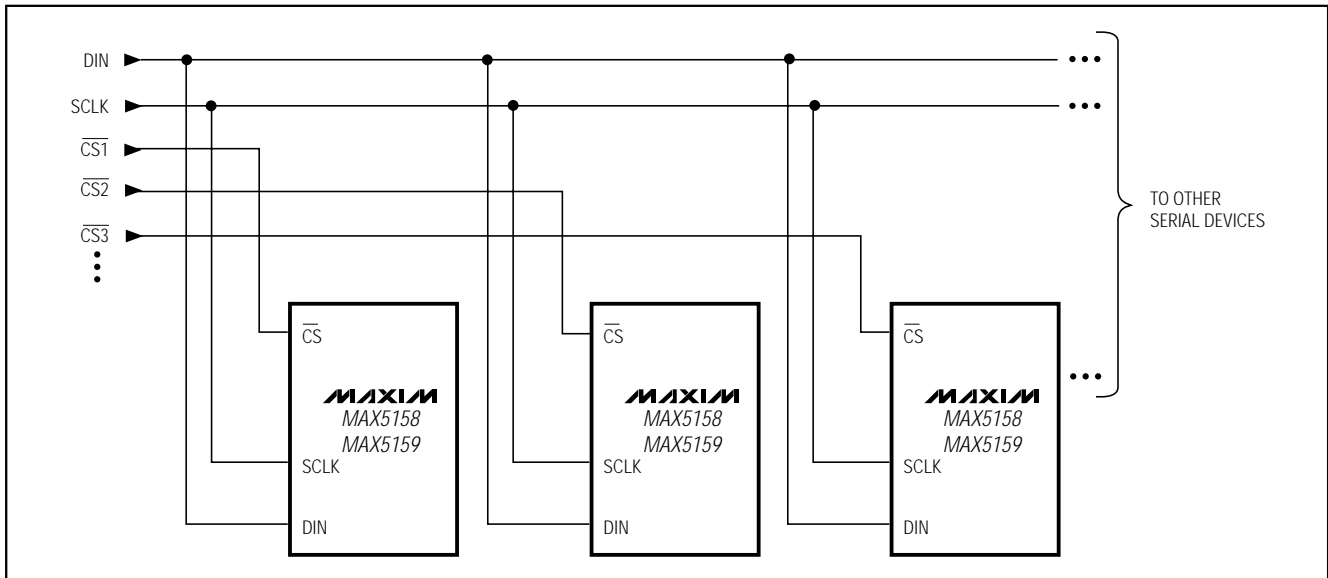 DIN
SCLK
CS1
CS2
CS3
TO OTHER
SERIAL DEVICES
CS
MAXIM
MAX5158
MAX5159
SCLK
DIN
CS
MAXIM
MAX5158
MAX5159
SCLK
DIN
CS
MAXIM
MAX5158
MAX5159
SCLK
DIN